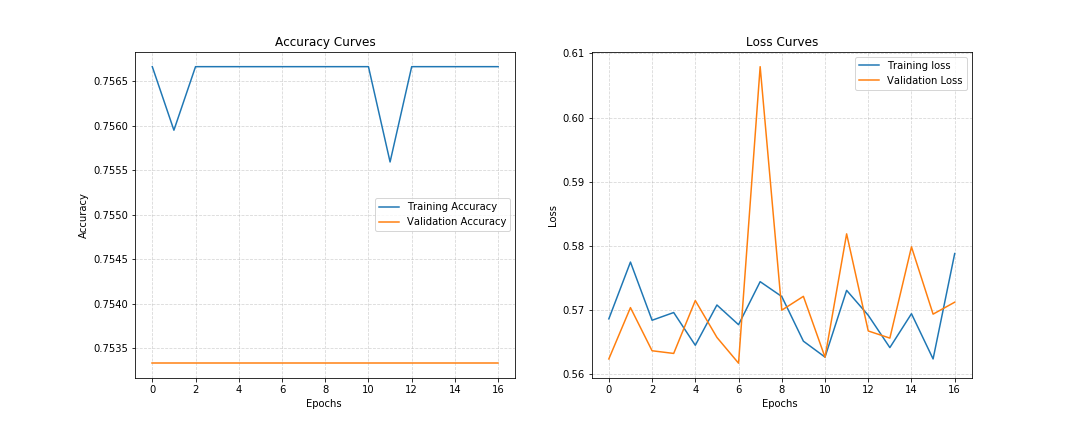 Accuracy Curves
0.7565
0.7560
0.7555
0.7550
0.7545
0.7540
0.7535
Accuracy
0 2 4 6 8 10 12 14 16
Epochs
Training Accuracy
Validation Accuracy
Loss Curves
0.61
0.60
0.59
0.58
0.57
0.56
Loss
0 2 4 6 8 10 12 14 16
Epochs
Training loss
Validation Loss